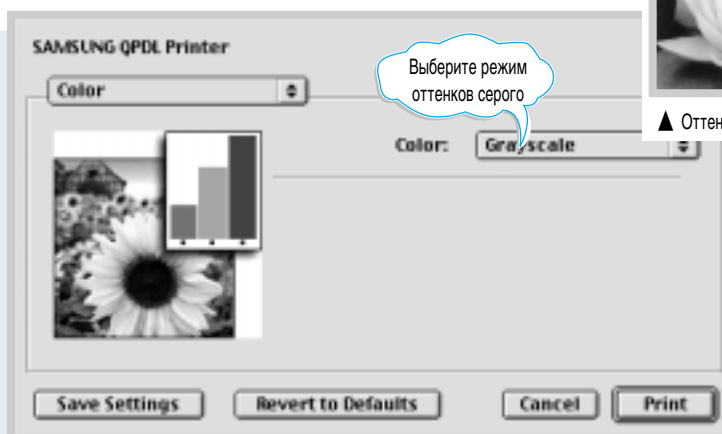 SAMSUNG QPDL Printer
Color
Выберите режим
оттенков серого
▲ Оттен
Color: Grayscale
Save Settings Revert to Defaults Cancel Print